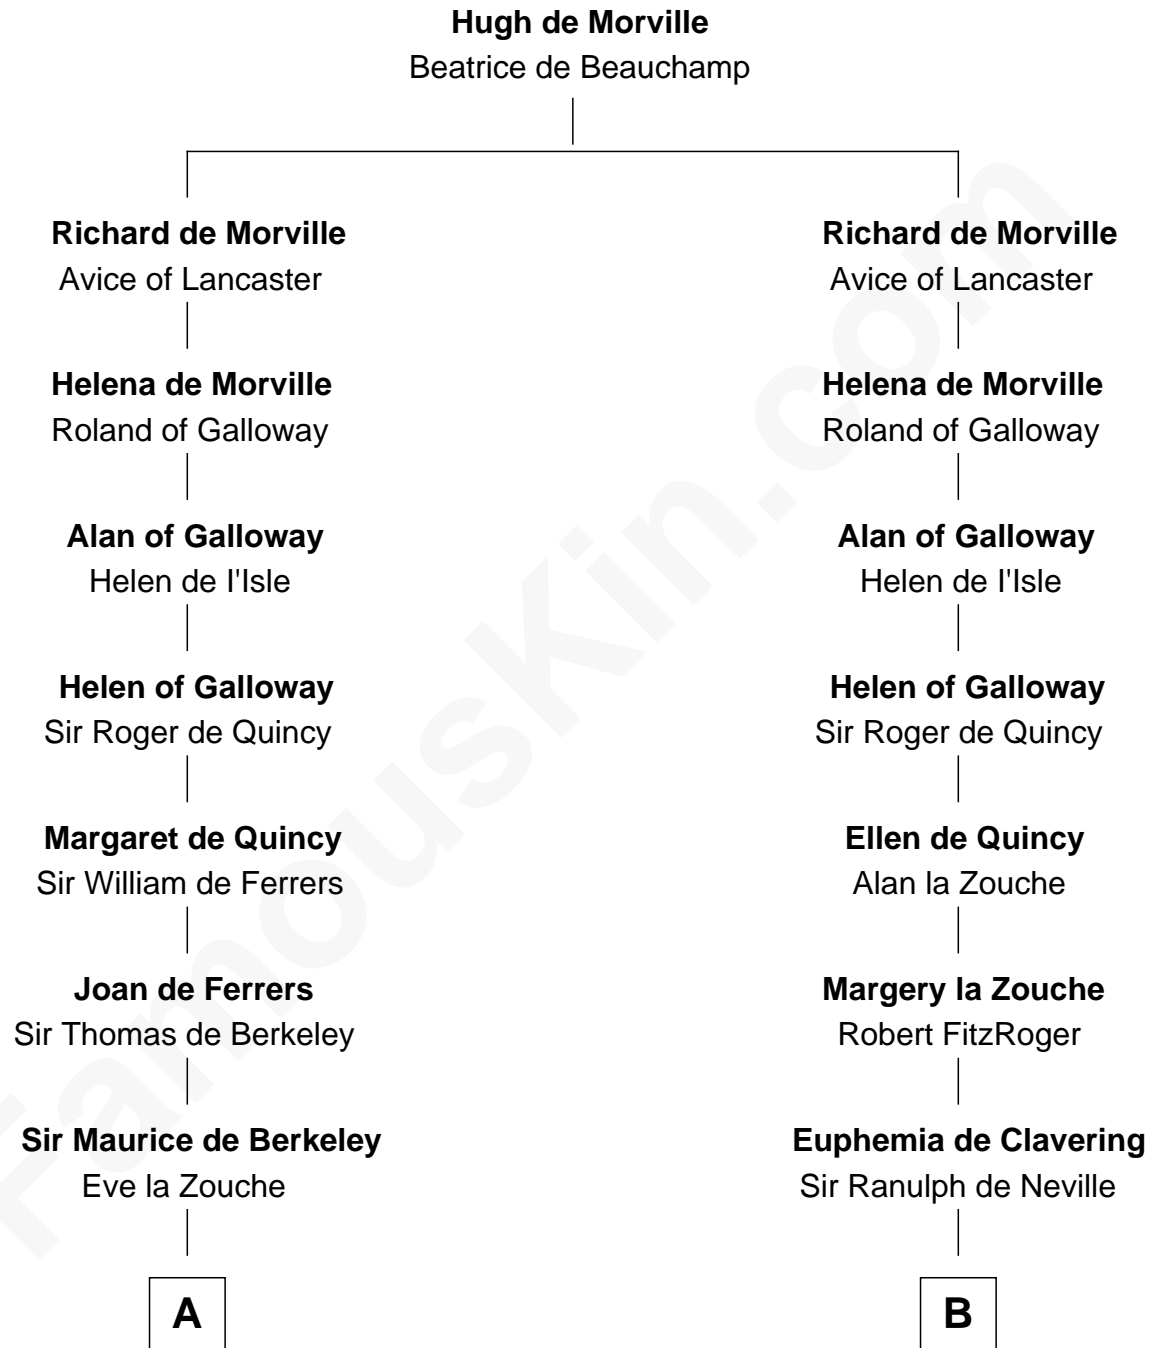 Hugh de Morville
Beatrice de Beauchamp
Richard de Morville
Avice of Lancaster
Richard de Morville
Avice of Lancaster
Helena de Morville
Roland of Galloway
Helena de Morville
Roland of Galloway
Alan of Galloway
Helen de I'Isle
Alan of Galloway
Helen de I'Isle
Helen of Galloway
Sir Roger de Quincy
Helen of Galloway
Sir Roger de Quincy
Margaret de Quincy
Sir William de Ferrers
Ellen de Quincy
Alan la Zouche
Joan de Ferrers
Sir Thomas de Berkeley
Margery la Zouche
Robert FitzRoger
Sir Maurice de Berkeley
Eve la Zouche
Euphemia de Clavering
Sir Ranulph de Neville
A
B
FamousKin.com